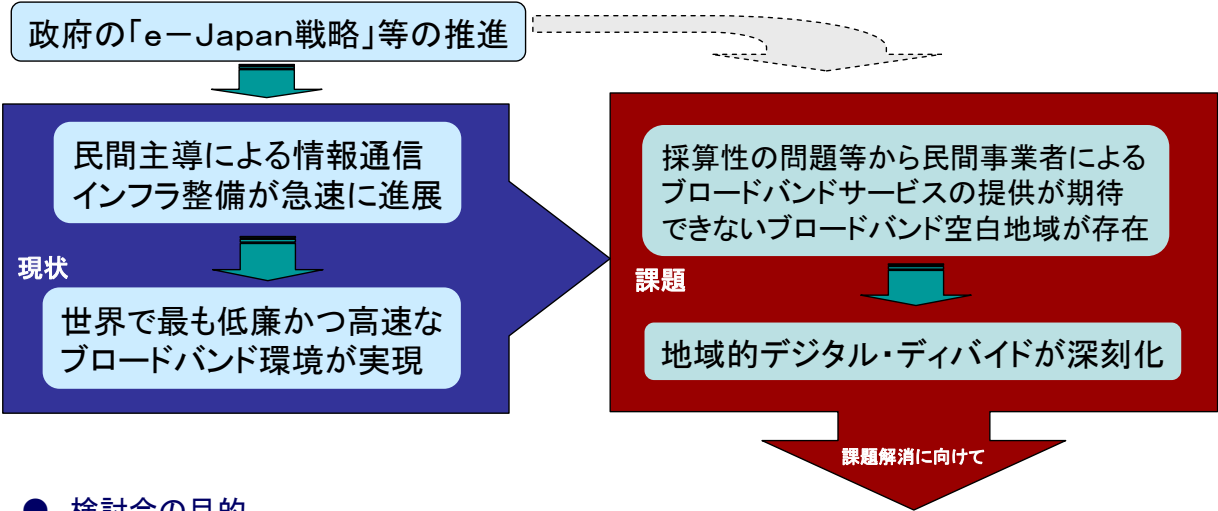 政府の「e-Japan戦略」等の推進
民間主導による情報通信
インフラ整備が急速に進展
現状
世界で最も低廉かつ高速な
ブロードバンド環境が実現
採算性の問題等から民間事業者による
ブロードバンドサービスの提供が期待
できないブロードバンド空白地域が存在
課題
地域的デジタル・ディバイドが深刻化
課題解消に向けて
● 検討会の目的